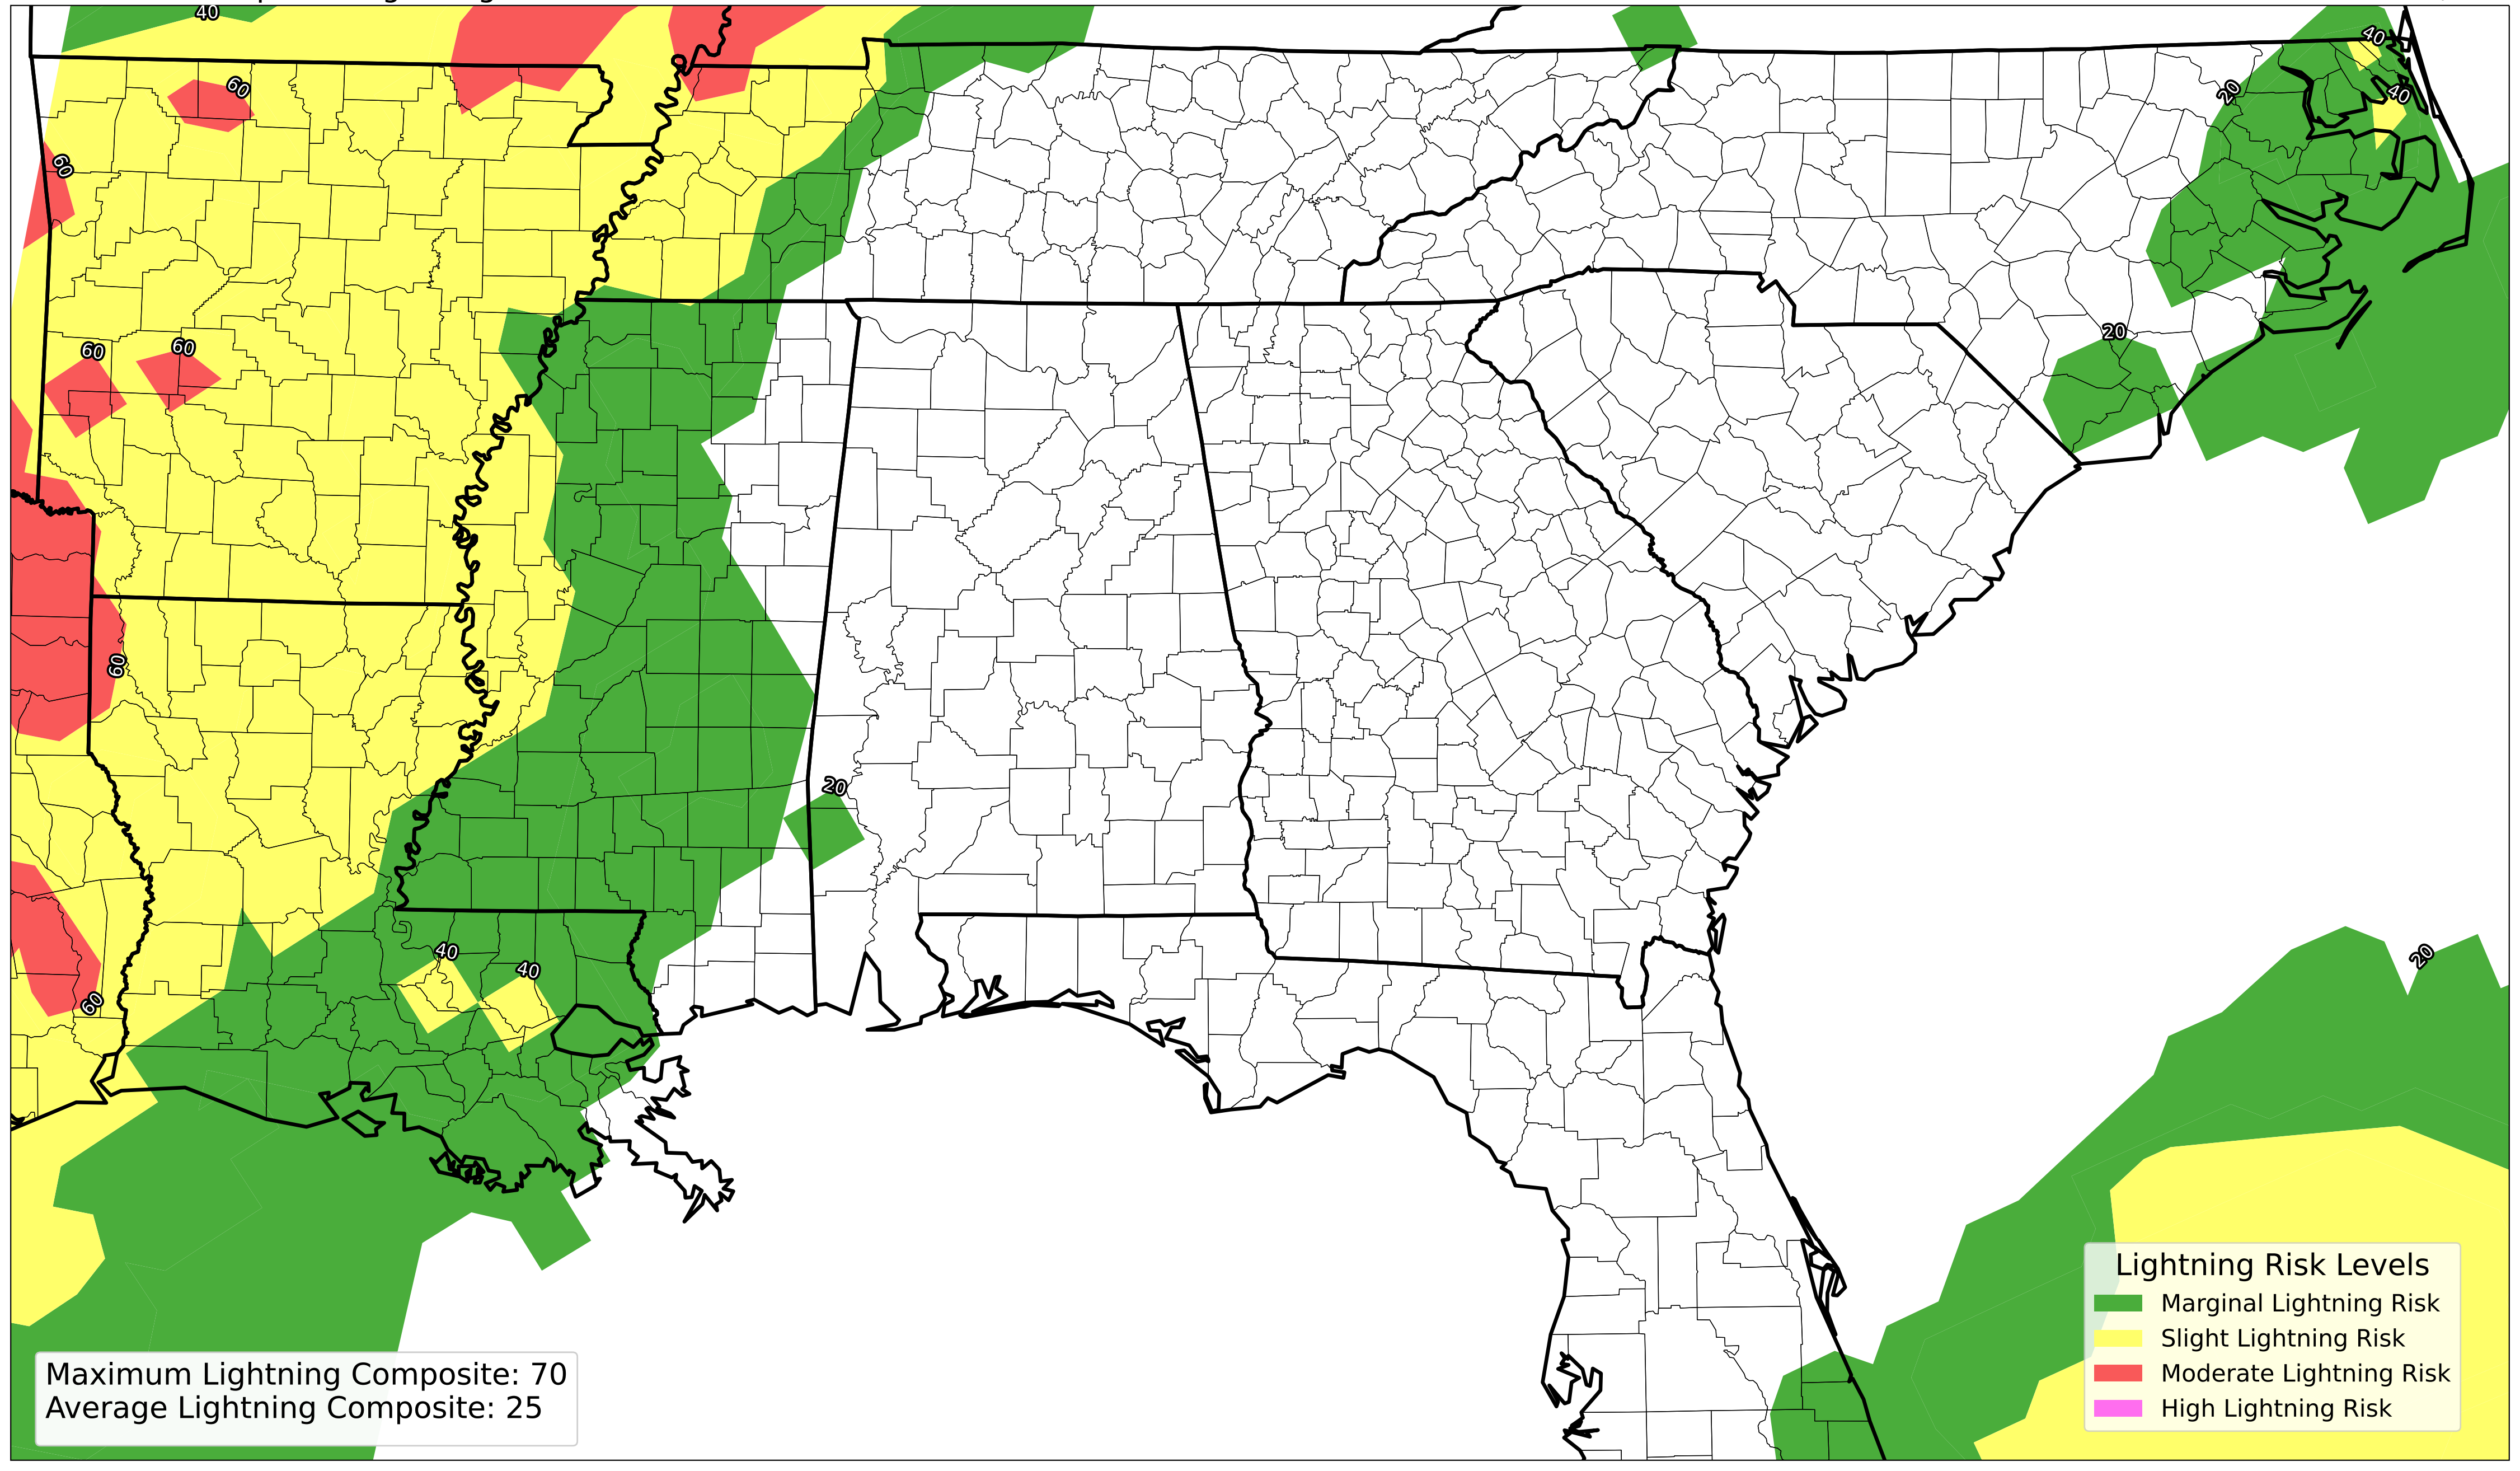 40
40
60
20
40
60
20
60
60
60
20
40
40
20
60
20
Lightning Risk Levels
Marginal Lightning Risk
Slight Lightning Risk
Moderate Lightning Risk
High Lightning Risk
Maximum Lightning Composite: 70
Average Lightning Composite: 25